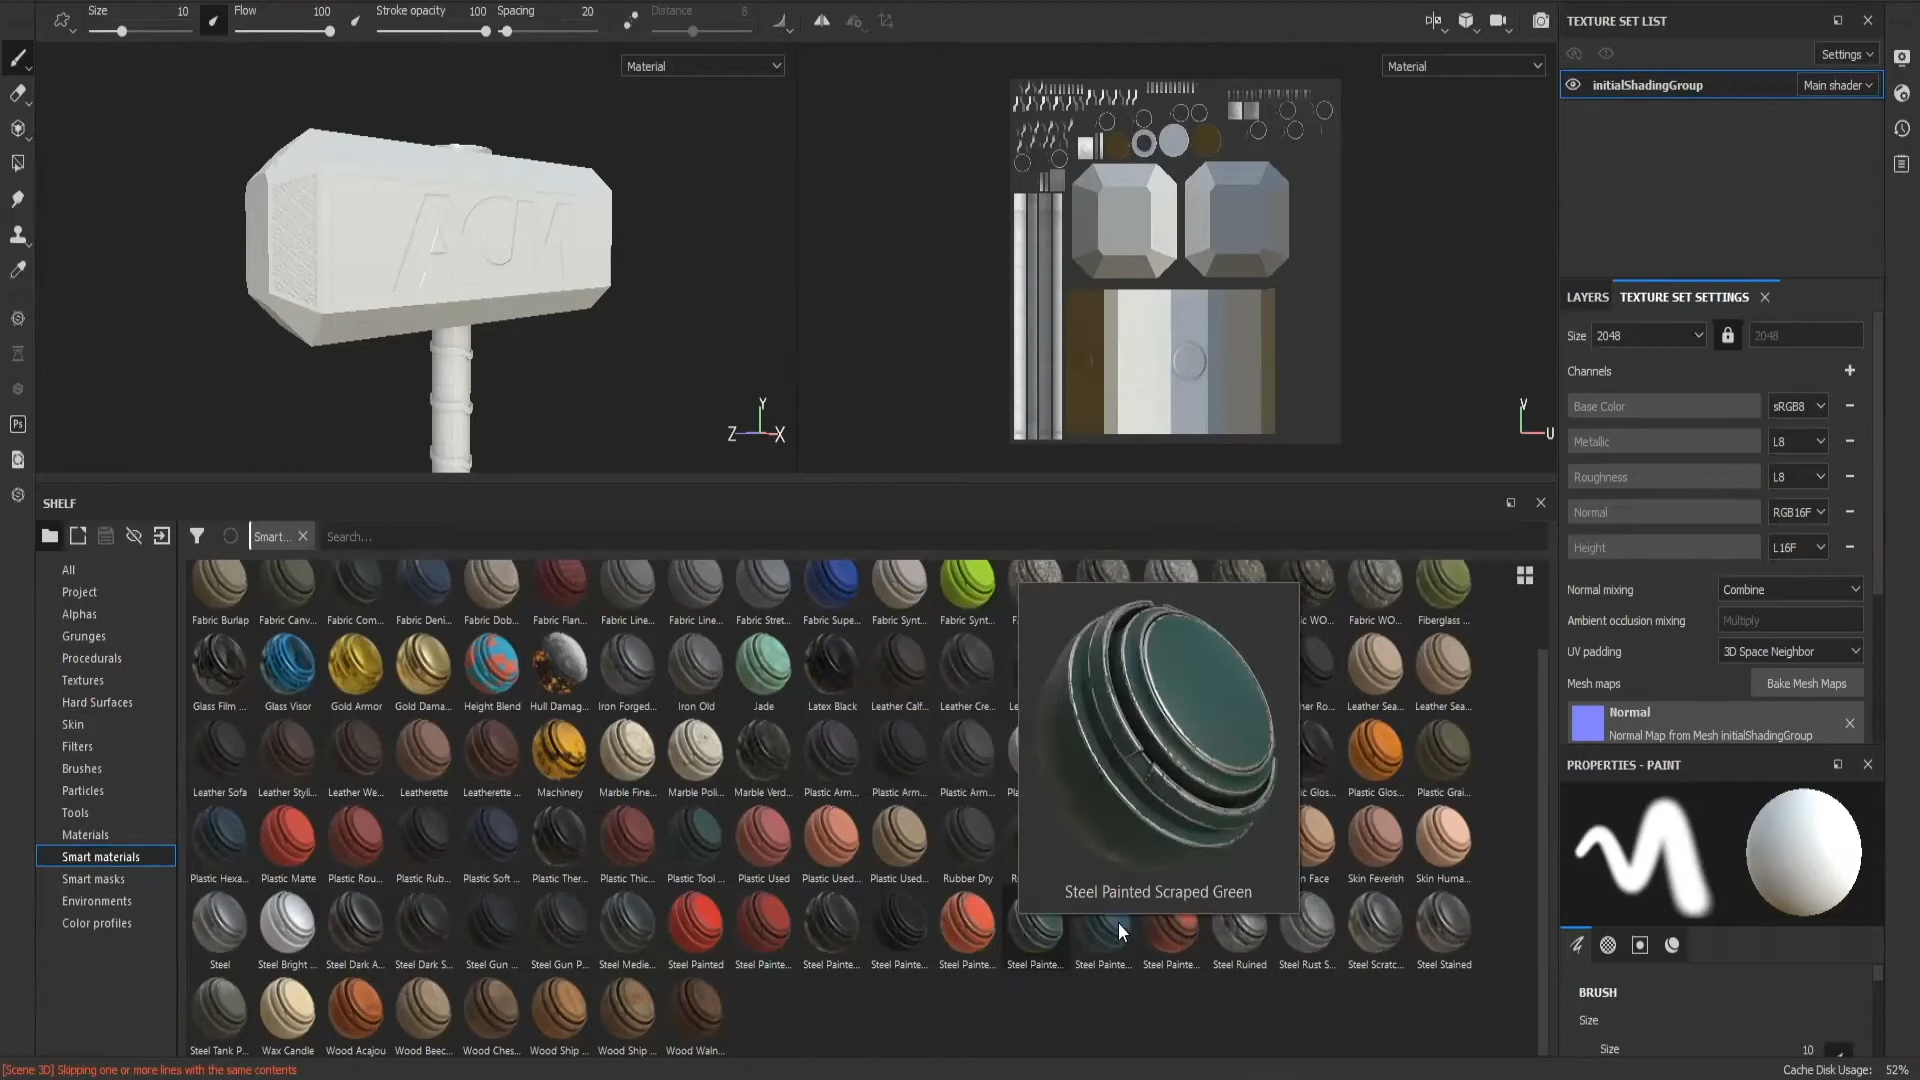 Size 10 Flow 100 Stroke opacity 100 Spacing 20 Distance 8
Material
Material
TEXTURE SET LIST
Settings
initialShadingGroup Main shader
Y
Z X
V
U
LAYERS TEXTURE SET SETTINGS
Size 2048 2048
Channels
Base Color sRGB8
Metallic L8
Roughness L8
Normal RGB16F
Height L16F
Normal mixing Combine
Ambient occlusion mixing Multiply
UV padding 3D Space Neighbor
Mesh maps Bake Mesh Maps
Normal
Normal Map from Mesh initialShadingGroup
PROPERTIES - PAINT
BRUSH
Size
Size 10
Ps
SHELF
Smart... Search...
All
Project
Alphas
Grunges
Procedurals
Textures
Hard Surfaces
Skin
Filters
Brushes
Particles
Tools
Materials
Smart materials
Smart masks
Environments
Color profiles
Fabric Burlap Fabric Canv... Fabric Com... Fabric Deni... Fabric Dob... Fabric Flan... Fabric Line... Fabric Line... Fabric Stret... Fabric Supe... Fabric Synt... Fabric Synt... Fabric WO... Fabric WO... Fiberglass ...
Glass Film ... Glass Visor Gold Armor Gold Dama... Height Blend Hull Damag... Iron Forged... Iron Old Jade Latex Black Leather Calf... Leather Cre... Leather Sea... Leather Sea...
Leather Sofa Leather Styli... Leather We... Leatherette Leatherette ... Machinery Marble Fine... Marble Poli... Marble Verd... Plastic Arm... Plastic Arm... Plastic Arm... Plastic Glos... Plastic Glos... Plastic Grai...
Plastic Hexa... Plastic Matte Plastic Rou... Plastic Rub... Plastic Soft ... Plastic Ther... Plastic Thic... Plastic Tool ... Plastic Used Plastic Used... Plastic Used... Rubber Dry Skin Feverish Skin Huma...
Steel Painted Scraped Green
Steel Steel Bright ... Steel Dark A... Steel Dark S... Steel Gun ... Steel Gun P... Steel Medie... Steel Painted Steel Painte... Steel Painte... Steel Painte... Steel Painte... Steel Painte... Steel Painte... Steel Painte... Steel Ruined Steel Rust S... Steel Scratc... Steel Stained
Steel Tank P... Wax Candle Wood Acajou Wood Beec... Wood Ches... Wood Ship ... Wood Ship ... Wood Waln...
[Scene 3D] Skipping one or more lines with the same contents
Cache Disk Usage: 52%